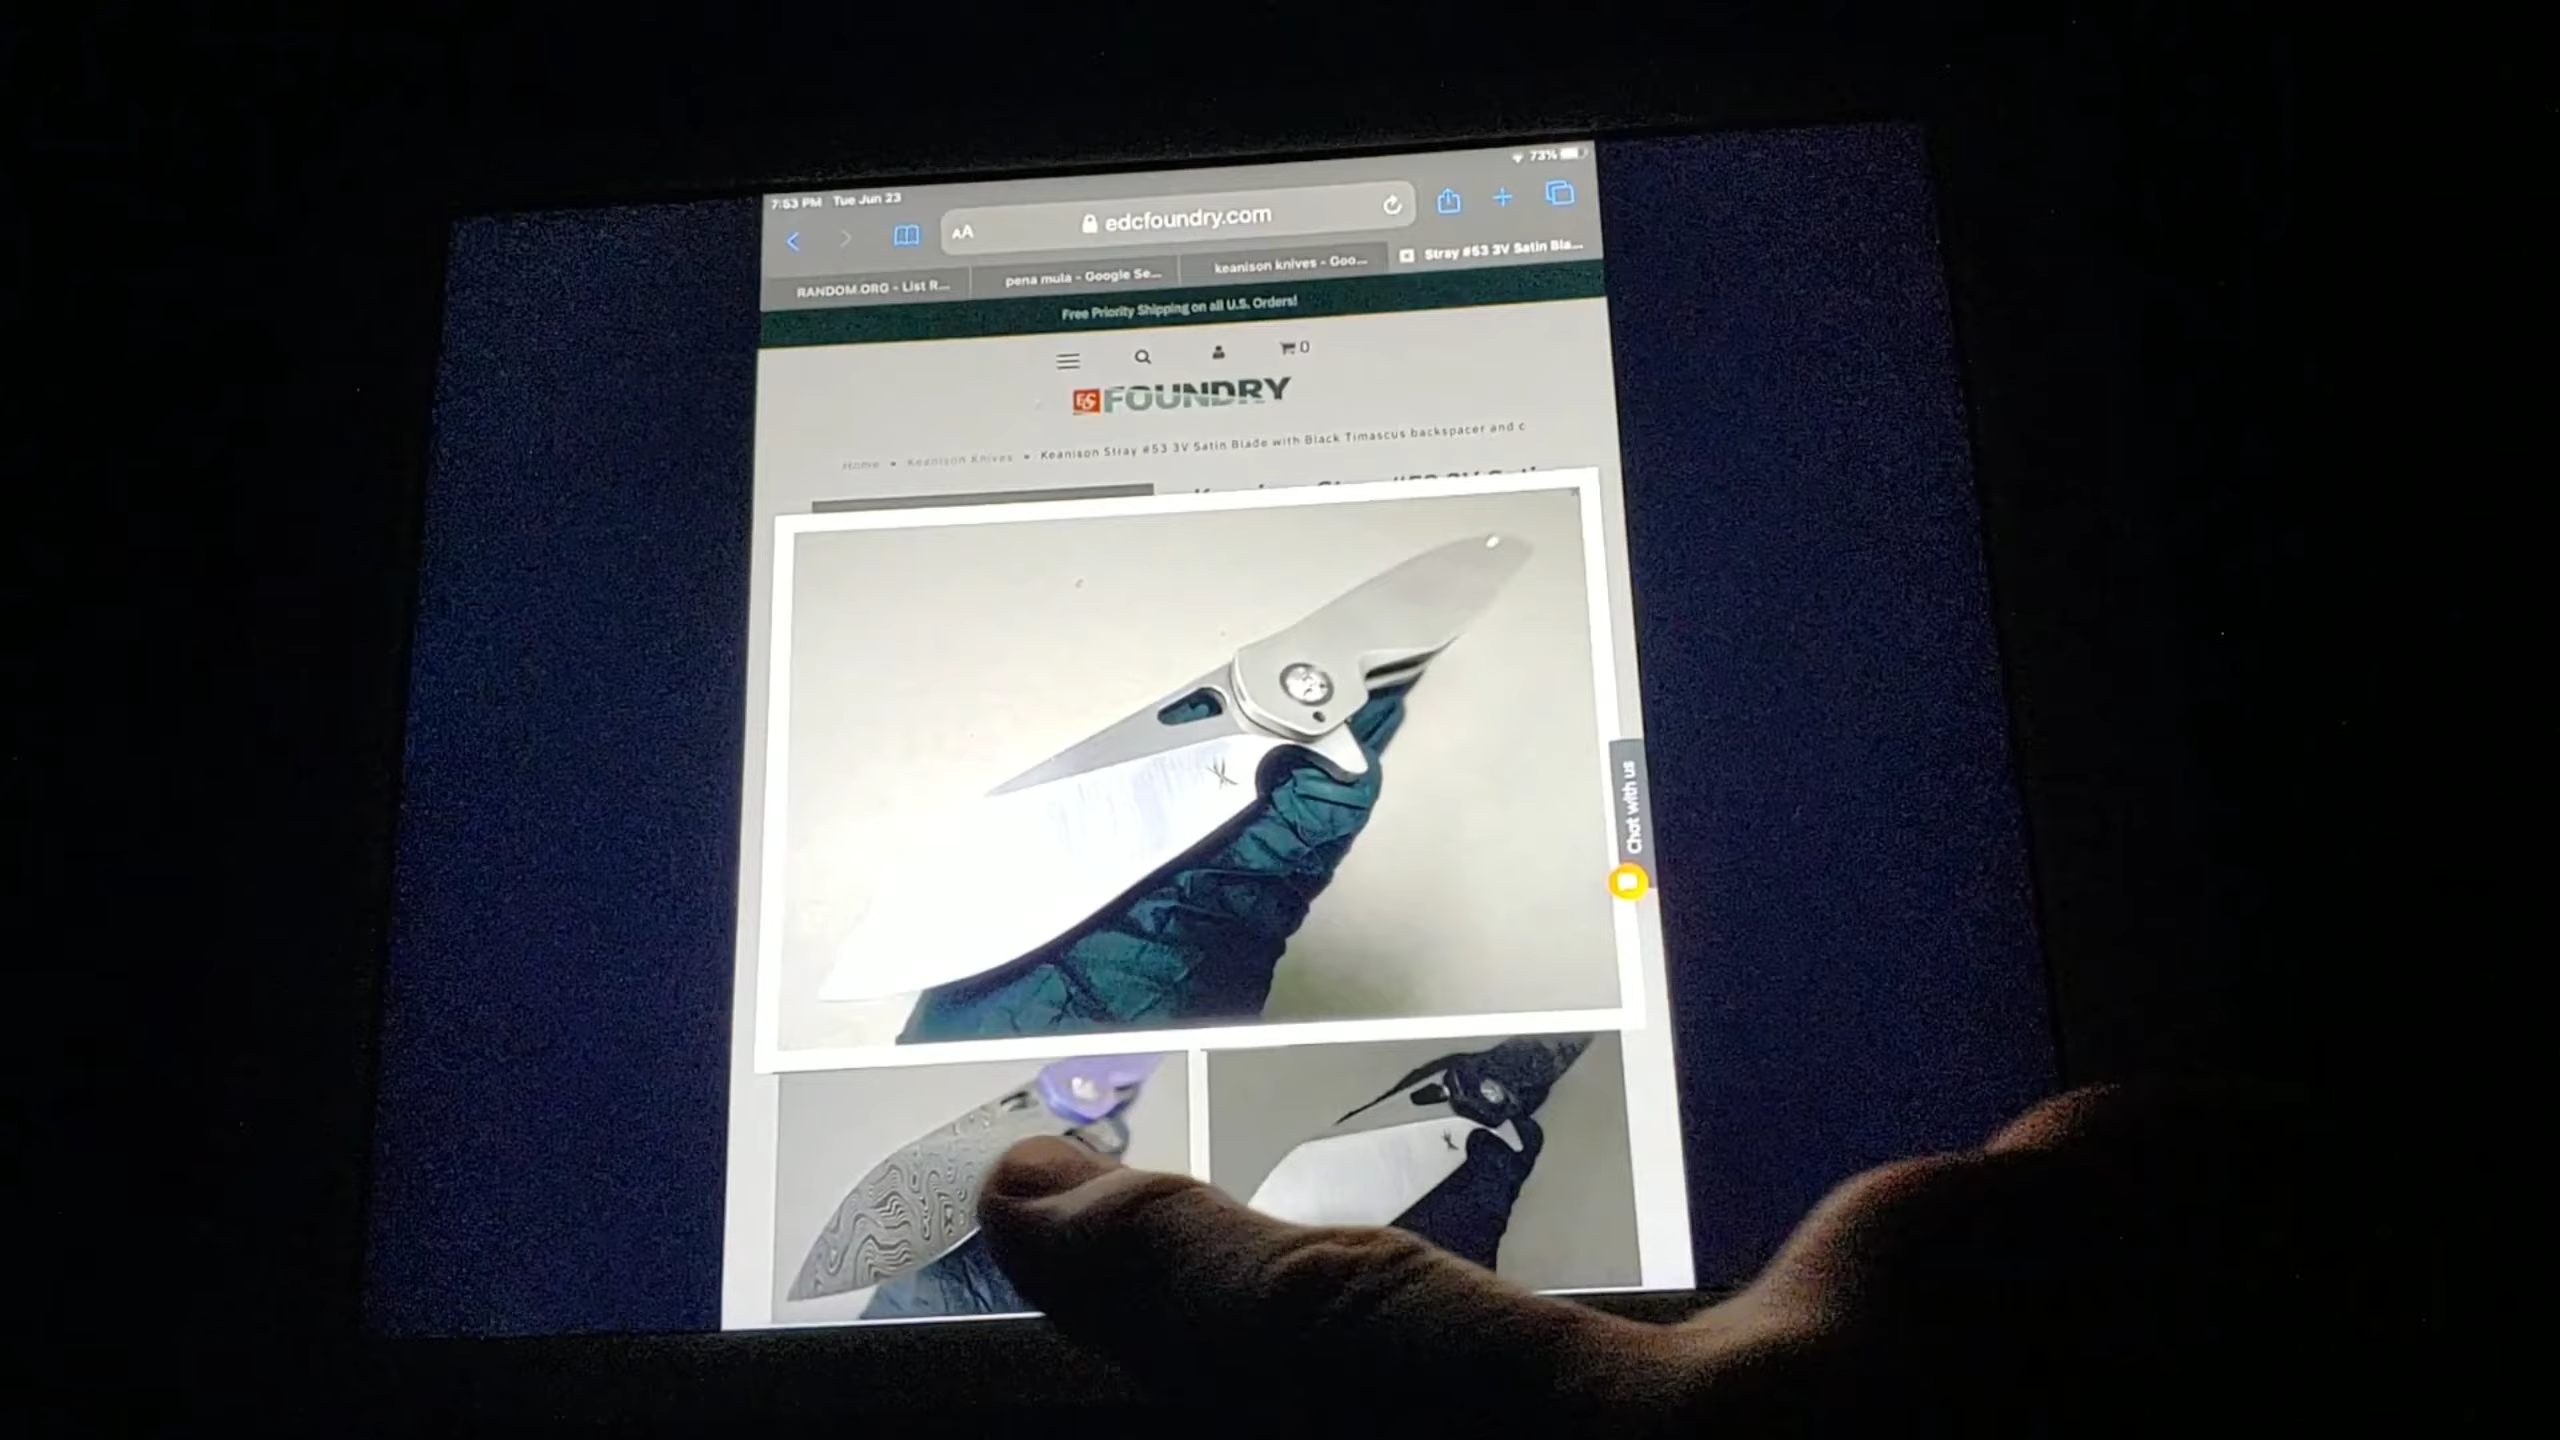 7:53 PM Tue Jun 23
73%
AA
edcfoundry.com
RANDOM.ORG - List R...
pena mula - Google Se...
keanison knives - Goo...
Stray #53 3V Satin Bla...
Free Priority Shipping on all U.S. Orders!
0
FOUNDRY
Home • Keanison Knives • Keanison Stray #53 3V Satin Blade with Black Timascus backspacer and c
Chat with us